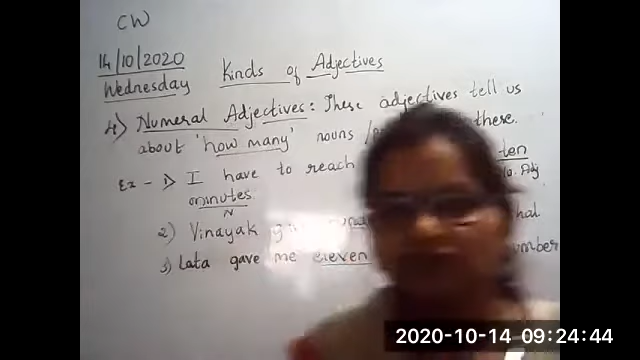 CW
14/10/2020
Wednesday Kinds of Adjectives
4) Numeral Adjectives: These adjectives tell us
about 'how many' nouns / there.
Ex - 1) I have to reach ten
minutes. Adj
N
2) Vinayak
3) Lata gave me eleven
2020-10-14 09:24:44